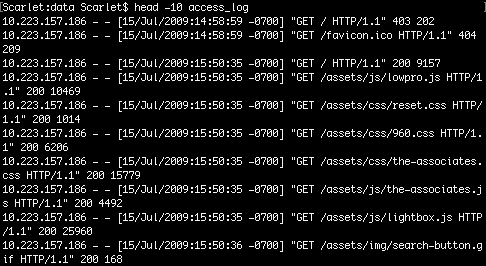 Scarlet:data Scarlet$ head -10 access_log
10.223.157.186 - - [15/Jul/2009:14:58:59 -0700] "GET / HTTP/1.1" 403 202
10.223.157.186 - - [15/Jul/2009:14:58:59 -0700] "GET /favicon.ico HTTP/1.1" 404
209
10.223.157.186 - - [15/Jul/2009:15:50:35 -0700] "GET / HTTP/1.1" 200 9157
10.223.157.186 - - [15/Jul/2009:15:50:35 -0700] "GET /assets/js/lowpro.js HTTP/1
.1" 200 10469
10.223.157.186 - - [15/Jul/2009:15:50:35 -0700] "GET /assets/css/reset.css HTTP/
1.1" 200 1014
10.223.157.186 - - [15/Jul/2009:15:50:35 -0700] "GET /assets/css/960.css HTTP/1.
1" 200 6206
10.223.157.186 - - [15/Jul/2009:15:50:35 -0700] "GET /assets/css/the-associates.
css HTTP/1.1" 200 15779
10.223.157.186 - - [15/Jul/2009:15:50:35 -0700] "GET /assets/js/the-associates.j
s HTTP/1.1" 200 4492
10.223.157.186 - - [15/Jul/2009:15:50:35 -0700] "GET /assets/js/lightbox.js HTTP
/1.1" 200 25960
10.223.157.186 - - [15/Jul/2009:15:50:36 -0700] "GET /assets/img/search-button.g
if HTTP/1.1" 200 168